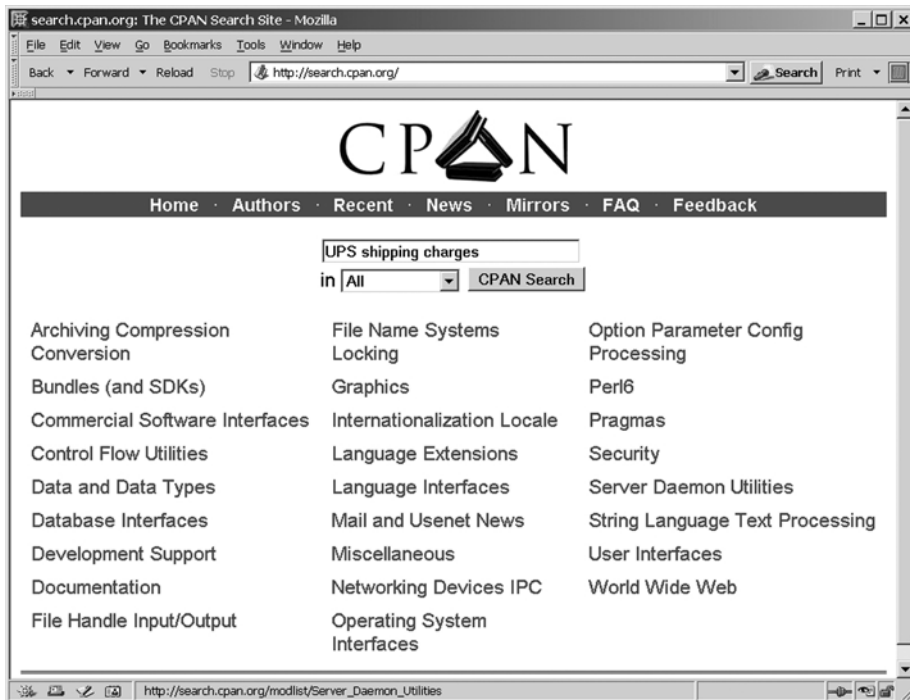 search.cpan.org: The CPAN Search Site - Mozilla
File Edit View Go Bookmarks Tools Window Help
Back Forward Reload Stop http://search.cpan.org/ Search Print
CPAN
Home · Authors · Recent · News · Mirrors · FAQ · Feedback
UPS shipping charges
in All CPAN Search
Archiving Compression
Conversion
Bundles (and SDKs)
Commercial Software Interfaces
Control Flow Utilities
Data and Data Types
Database Interfaces
Development Support
Documentation
File Handle Input/Output
File Name Systems
Locking
Graphics
Internationalization Locale
Language Extensions
Language Interfaces
Mail and Usenet News
Miscellaneous
Networking Devices IPC
Operating System
Interfaces
Option Parameter Config
Processing
Perl6
Pragmas
Security
Server Daemon Utilities
String Language Text Processing
User Interfaces
World Wide Web
http://search.cpan.org/modlist/Server_Daemon_Utilities